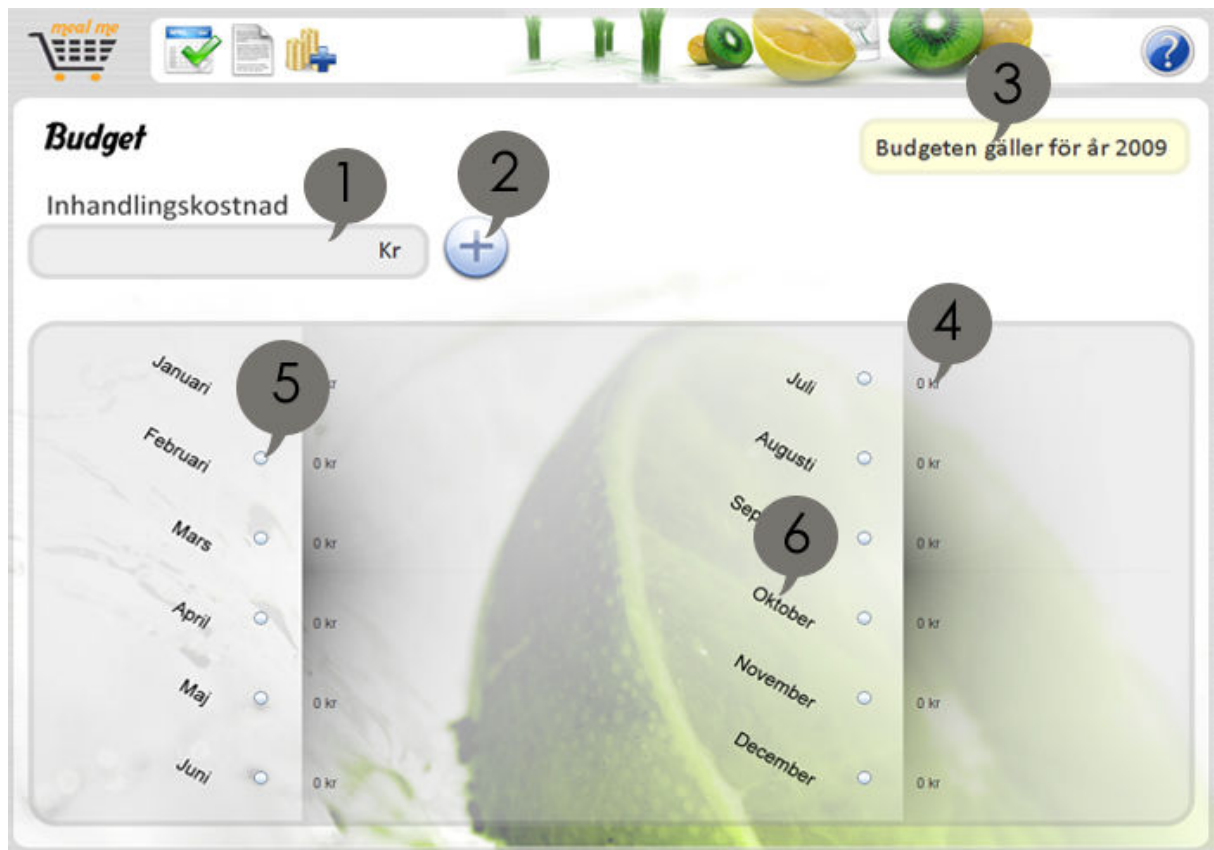 meal me
3
Budget
Budgeten gäller för år 2009
1
2
Inhandlingskostnad
Kr
4
Januari
5
Juli
0 kr
Februari
0 kr
Augusti
0 kr
Mars
0 kr
6
0 kr
April
0 kr
Oktober
0 kr
Maj
0 kr
November
0 kr
Juni
0 kr
December
0 kr